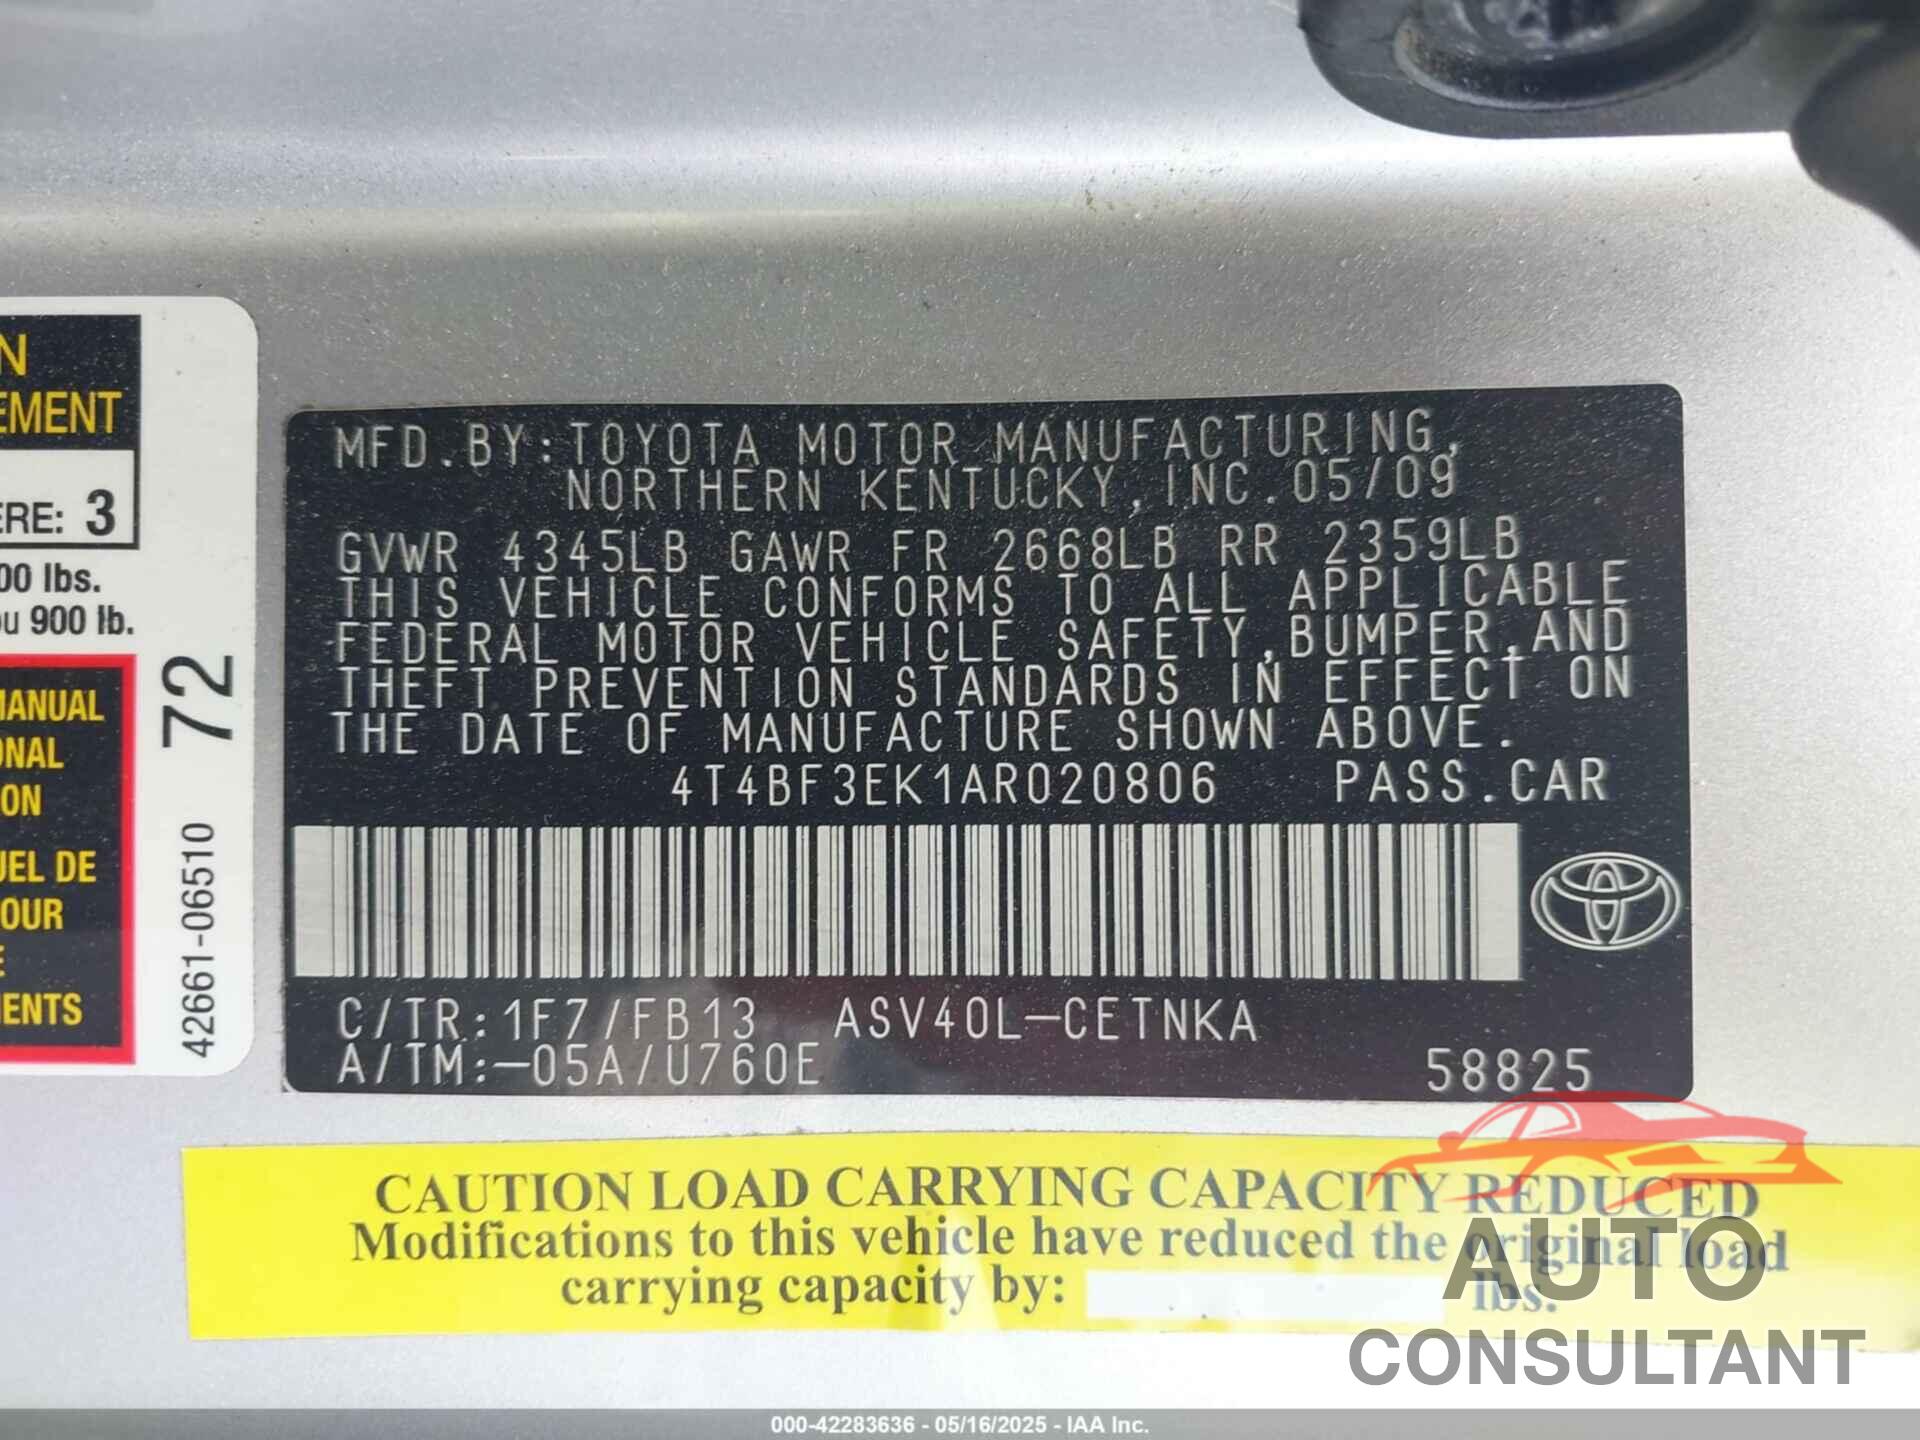 N
EMENT
ERE: 3
00 lbs.
ou 900 lb.
MANUAL
ONAL
ON
UEL DE
OUR
E
MENTS
42661-06510 72
MFD.BY:TOYOTA MOTOR MANUFACTURING,
NORTHERN KENTUCKY,INC.05/09
GVWR 4345LB GAWR FR 2668LB RR 2359LB
THIS VEHICLE CONFORMS TO ALL APPLICABLE
FEDERAL MOTOR VEHICLE SAFETY,BUMPER,AND
THEFT PREVENTION STANDARDS IN EFFECT ON
THE DATE OF MANUFACTURE SHOWN ABOVE.
4T4BF3EK1AR020806 PASS.CAR
C/TR:1F7/FB13 ASV40L-CETNKA
A/TM:-05A/U760E 58825
CAUTION LOAD CARRYING CAPACITY REDUCED
Modifications to this vehicle have reduced the original load
carrying capacity by: lbs.
AUTO
CONSULTANT
000-42283636 - 05/16/2025 - IAA Inc.